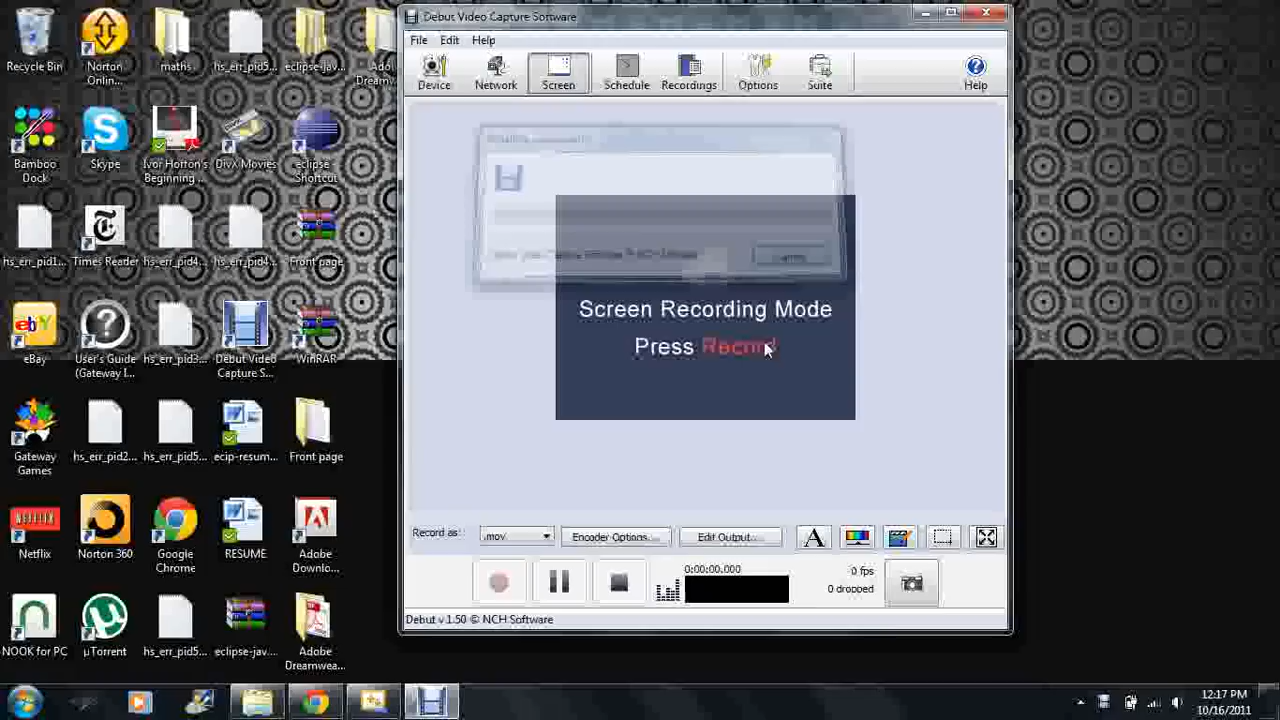 Debut Video Capture Software
File Edit Help
Device Network Screen Schedule Recordings Options Suite Help
Screen Recording Mode
Press Record
Record as: .mov Encoder Options... Edit Output...
0:00:00.000 0 fps
0 dropped
Debut v 1.50 © NCH Software
Recycle Bin
Norton Online...
maths
hs_err_pid5...
eclipse-jav...
Adob
Dreamw
Bamboo Dock
Skype
Ivor Horton's Beginning ...
DivX Movies
eclipse - Shortcut
hs_err_pid1...
Times Reader
hs_err_pid4...
hs_err_pid4...
Front page
eBay
User's Guide (Gateway I...
hs_err_pid3...
Debut Video Capture S...
WinRAR
Gateway Games
hs_err_pid2...
hs_err_pid5...
ecip-resum...
Front page
NETFLIX
Netflix
Norton 360
Google Chrome
RESUME
Adobe Downlo...
NOOK for PC
µTorrent
hs_err_pid5...
eclipse-jav...
Adobe Dreamwea...
12:17 PM
10/16/2011